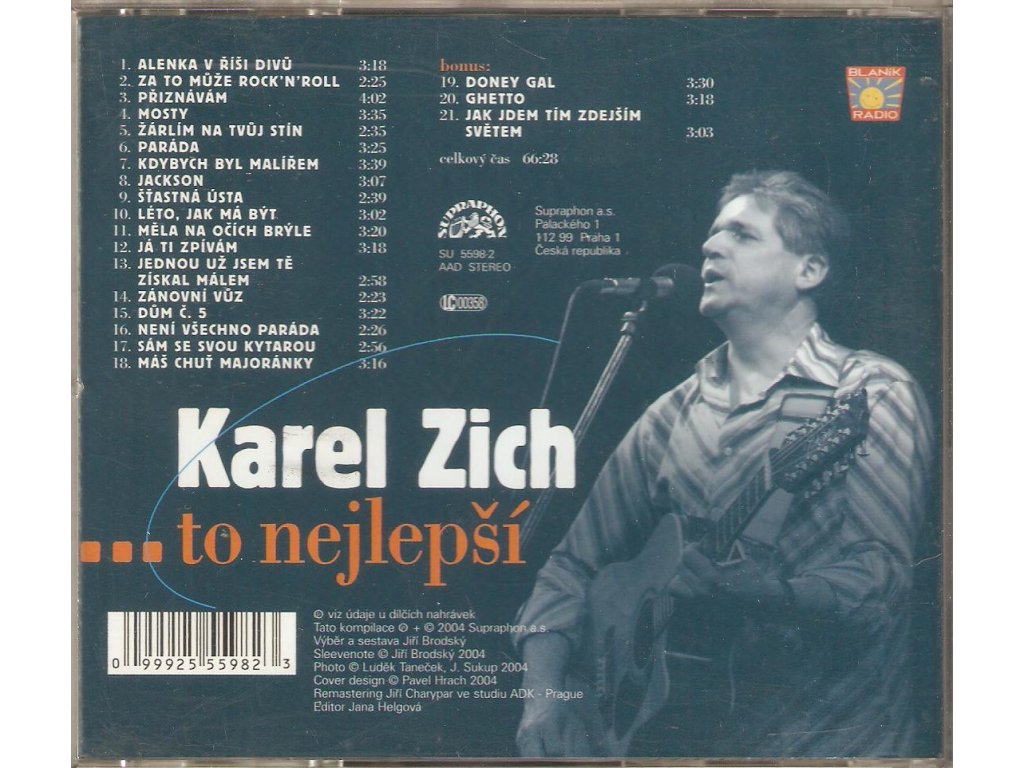 1. ALENKA V ŘÍŠI DIVŮ 3:18
2. ZA TO MŮŽE ROCK'N'ROLL 2:25
3. PŘIZNÁVÁM 4:02
4. MOSTY 3:35
5. ŽÁRLÍM NA TVŮJ STÍN 2:35
6. PARÁDA 3:25
7. KDYBYCH BYL MALÍŘEM 3:39
8. JACKSON 3:07
9. ŠŤASTNÁ ÚSTA 2:39
10. LÉTO, JAK MÁ BÝT 3:02
11. MĚLA NA OČÍCH BRÝLE 3:20
12. JÁ TI ZPÍVÁM 3:18
13. JEDNOU UŽ JSEM TĚ
ZÍSKAL MÁLEM 2:58
14. ZÁNOVNÍ VŮZ 2:23
15. DŮM Č. 5 3:22
16. NENÍ VŠECHNO PARÁDA 2:26
17. SÁM SE SVOU KYTAROU 2:56
18. MÁŠ CHUŤ MAJORÁNKY 3:16
bonus:
19. DONEY GAL 3:30
20. GHETTO 3:18
21. JAK JDEM TÍM ZDEJŠÍM
SVĚTEM 3:03
celkový čas 66:28
BLANÍK
RADIO
SUPRAPHON
SU 5598-2
AAD STEREO
Supraphon a.s.
Palackého 1
112 99 Praha 1
Česká republika
LC 00358
Karel Zich
...to nejlepší
0 99925 55982 3
℗ viz údaje u dílčích nahrávek
Tato kompilace ℗ + © 2004 Supraphon a.s.
Výběr a sestava Jiří Brodský
Sleevenote © Jiří Brodský 2004
Photo © Luděk Taneček, J. Sukup 2004
Cover design © Pavel Hrach 2004
Remastering Jiří Charypar ve studiu ADK - Prague
Editor Jana Helgová